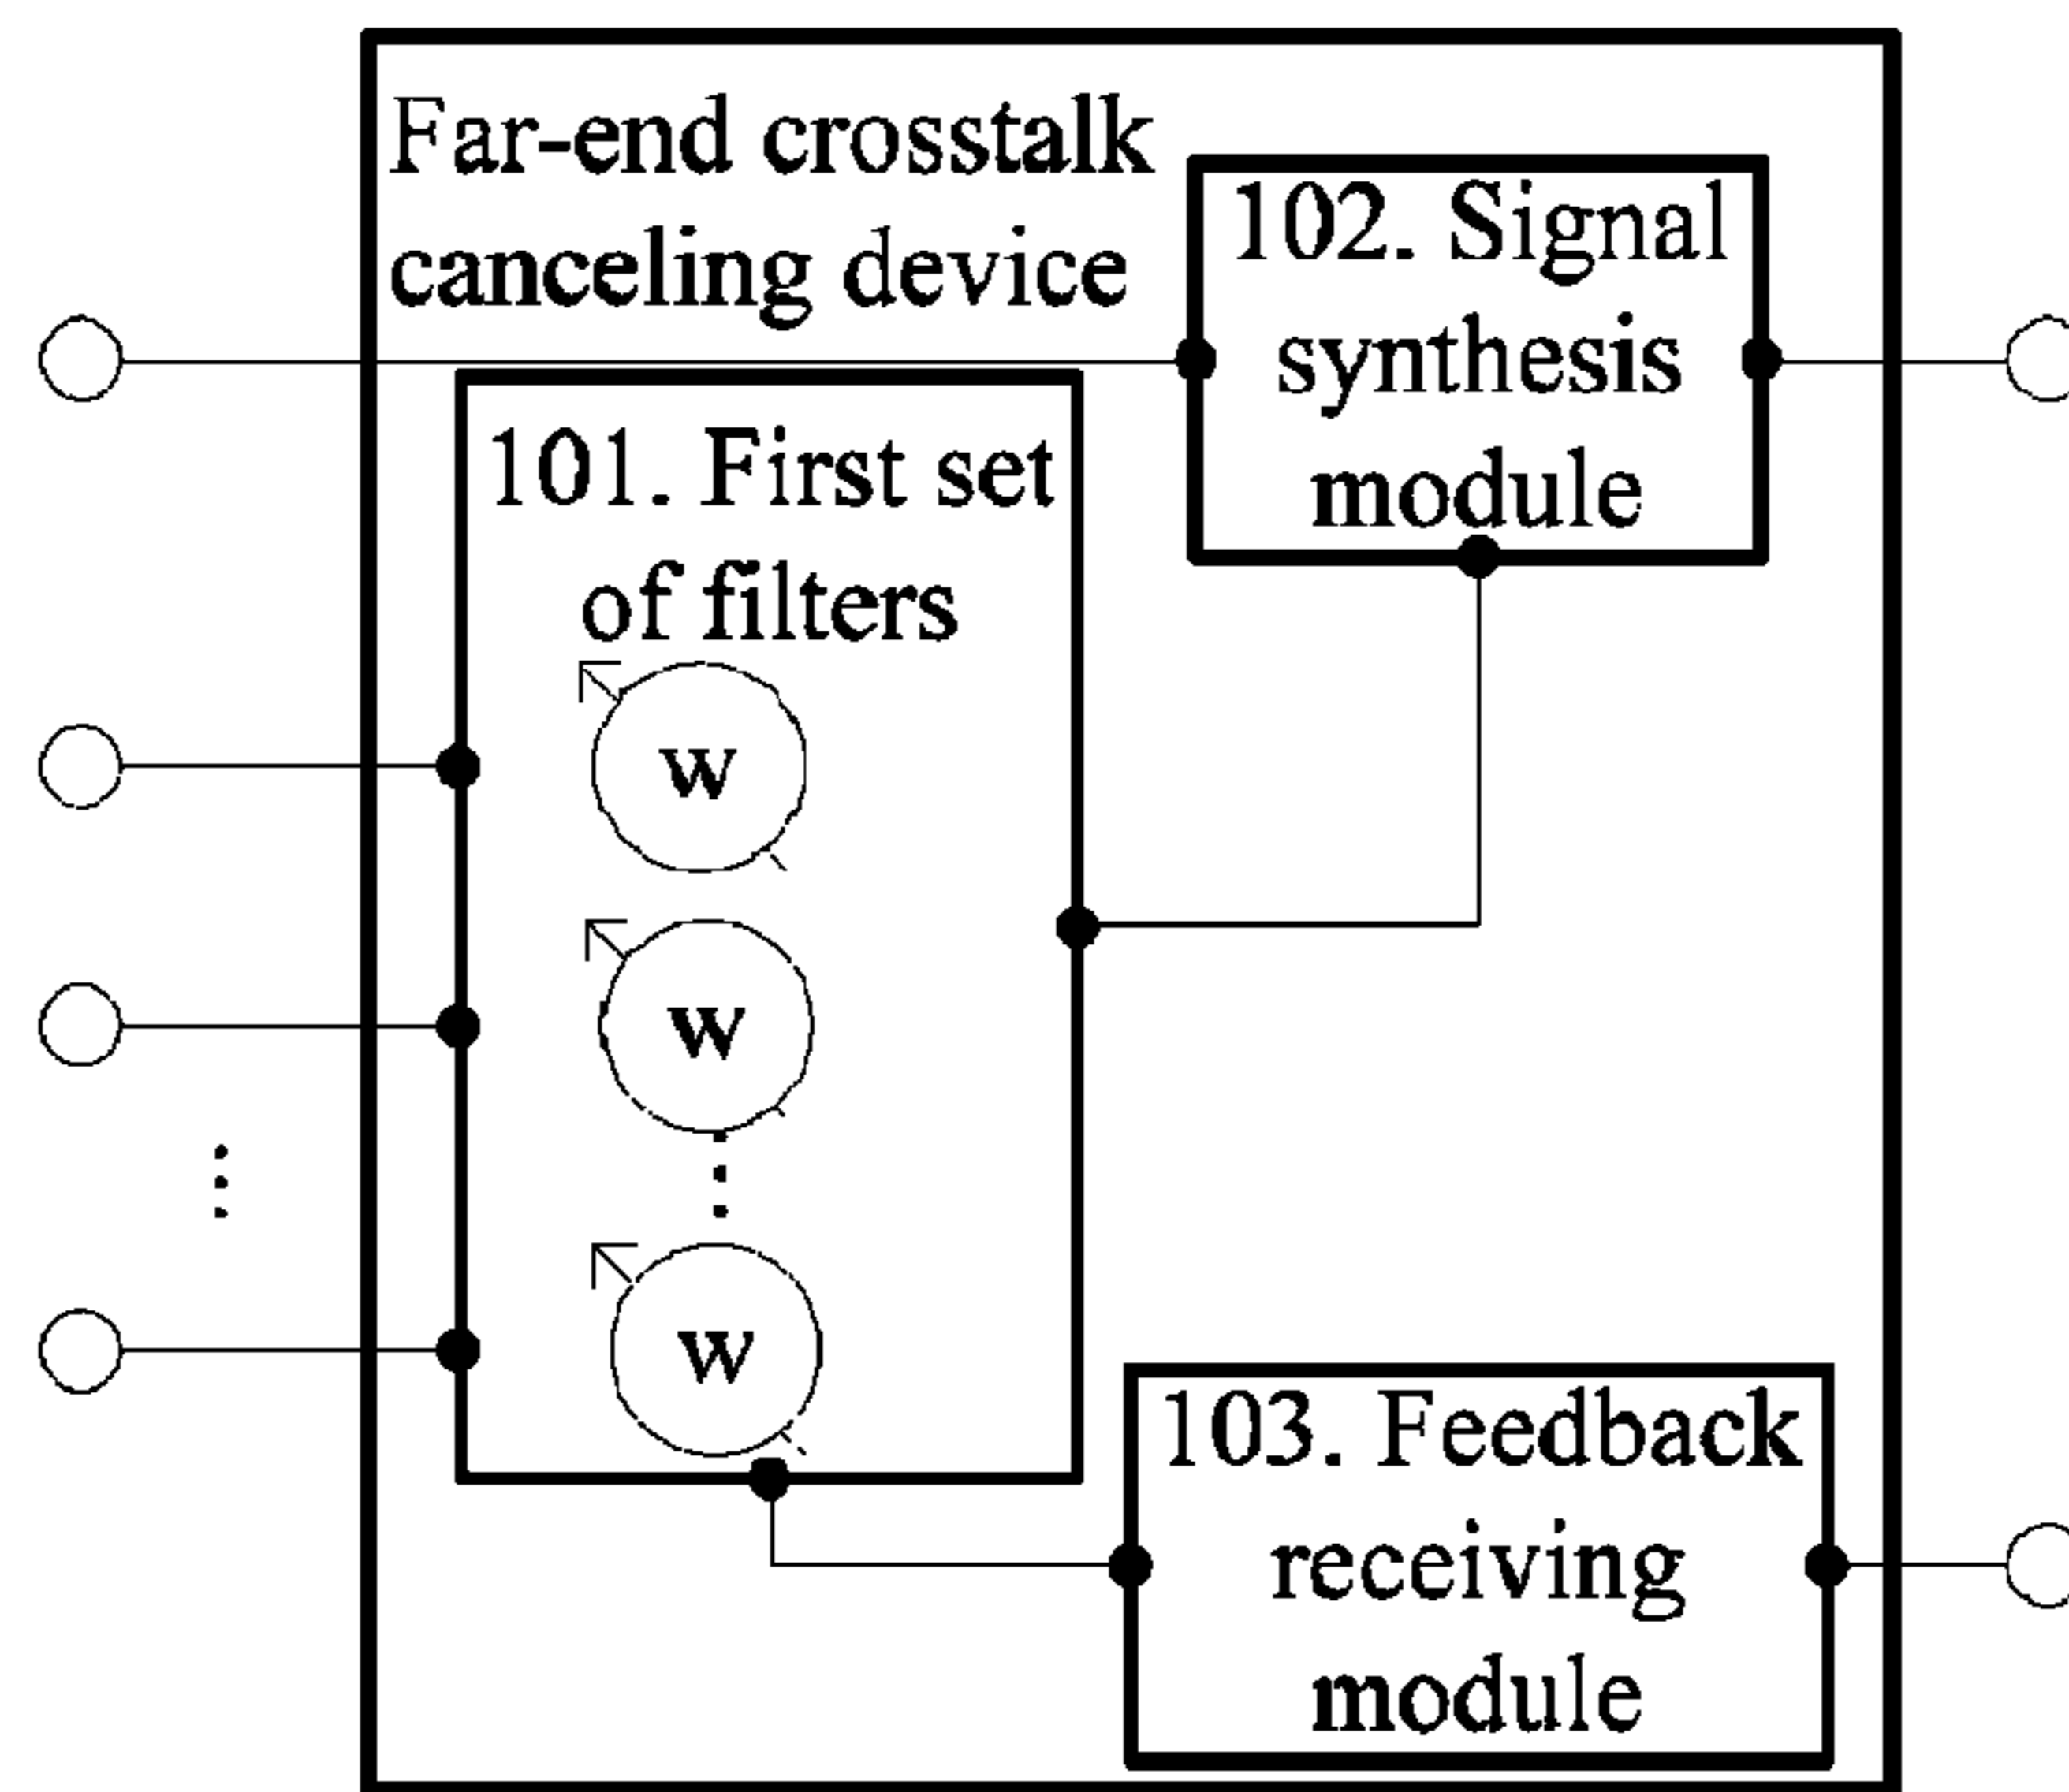 Far-end crosstalk
canceling device
102. Signal
synthesis
module
101. First set
of filters
w
w
w
103. Feedback
receiving
module